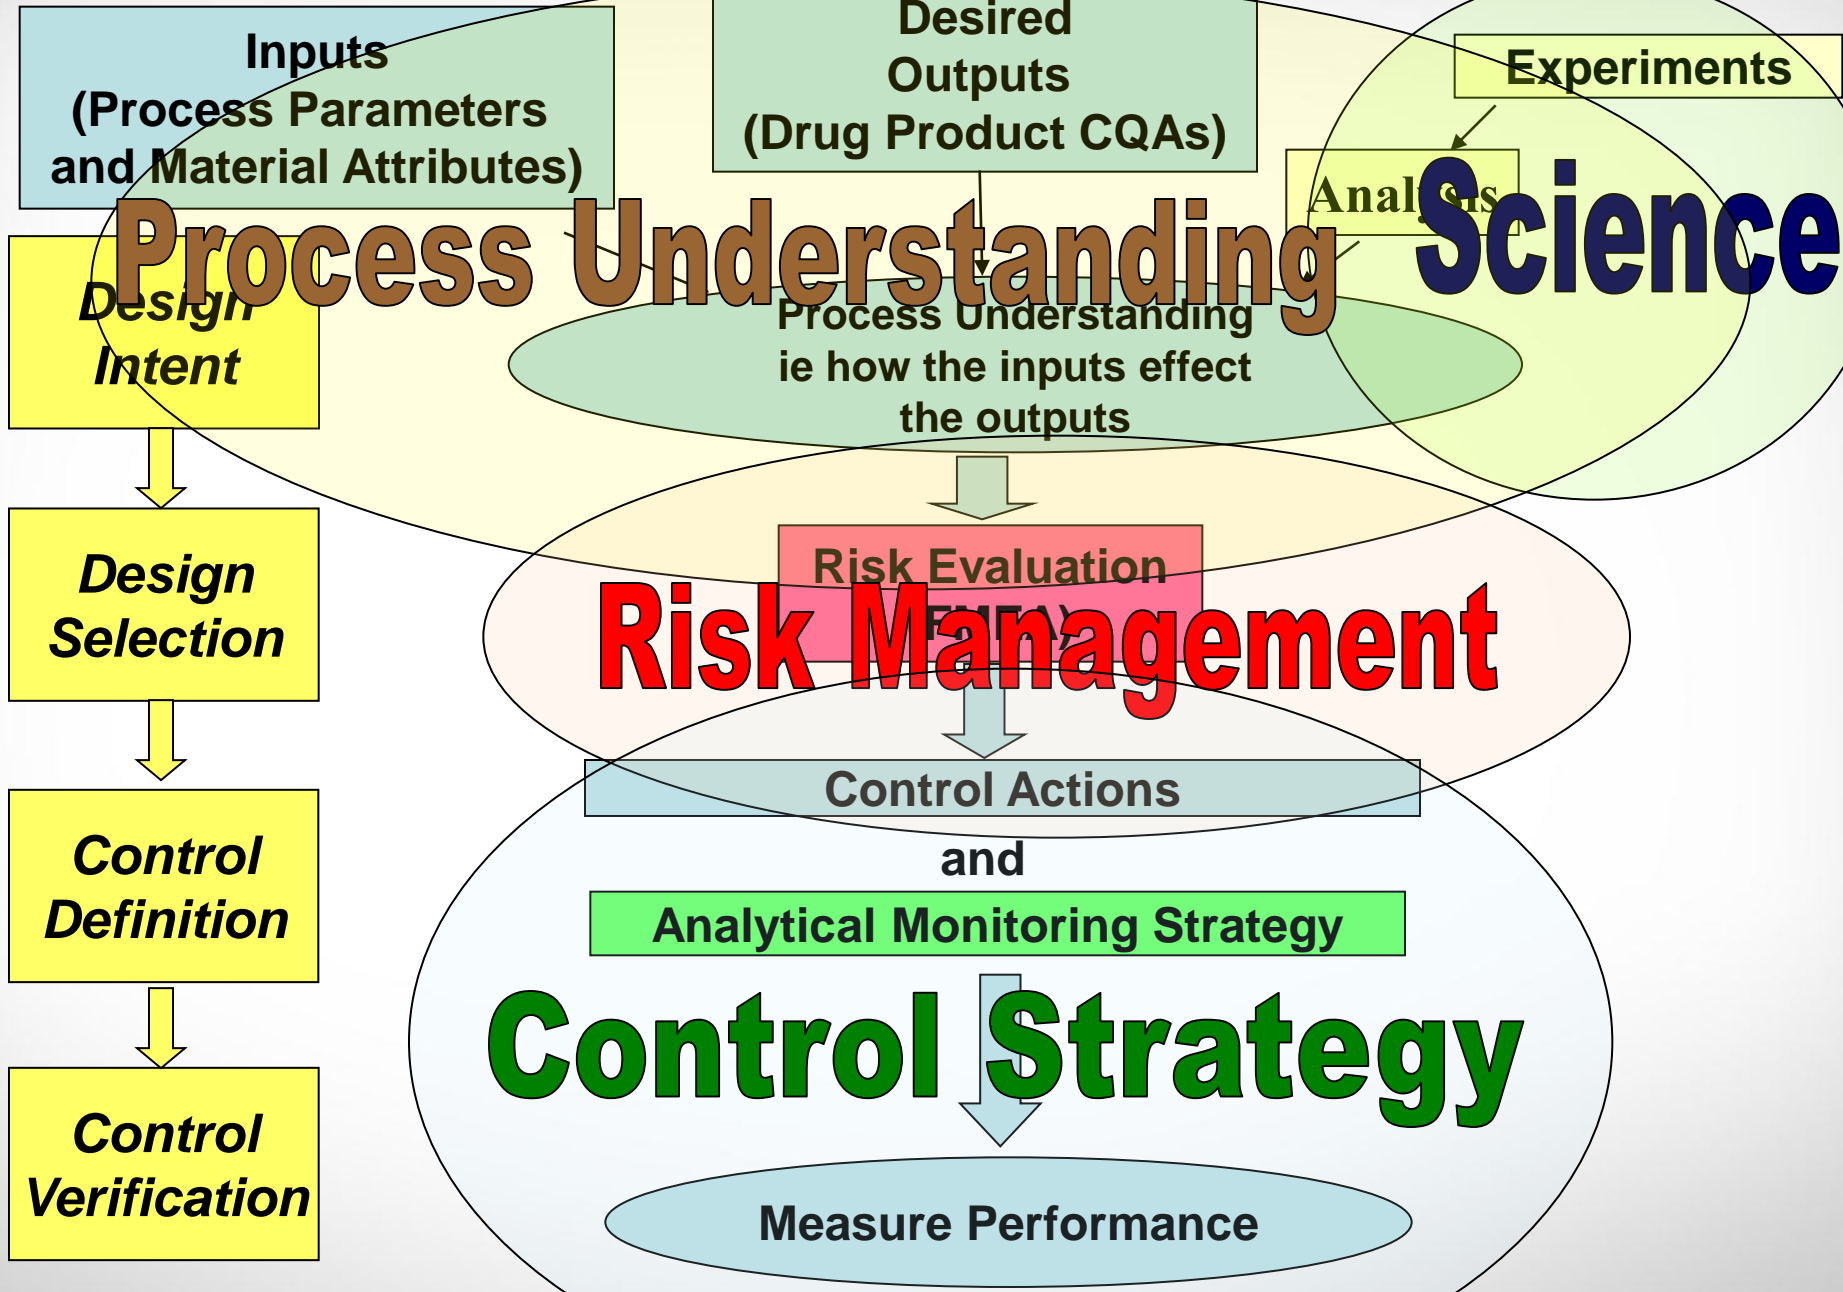 Inputs
(Process Parameters
and Material Attributes)
Desired
Outputs
(Drug Product CQAs)
Experiments
Analysis
Science
Process Understanding
Process Understanding
ie how the inputs effect
the outputs
Design
Intent
Design
Selection
Control
Definition
Control
Verification
Risk Evaluation
(FMEA)
Risk Management
Control Actions
and
Analytical Monitoring Strategy
Control Strategy
Measure Performance